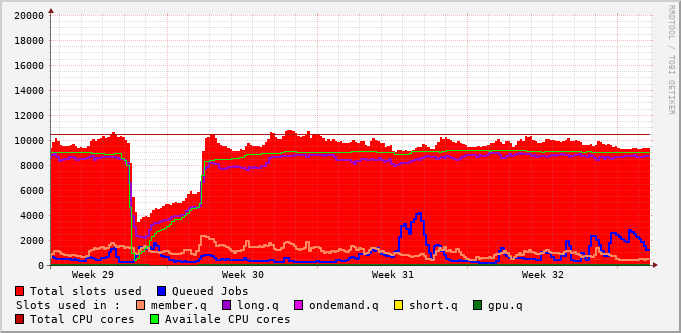 20000
18000
16000
14000
12000
10000
8000
6000
4000
2000
0
Week 29 Week 30 Week 31 Week 32
Total slots used Queued Jobs
Slots used in : member.q long.q ondemand.q short.q gpu.q
Total CPU cores Availale CPU cores
RRDTOOL / TOBI OETIKER